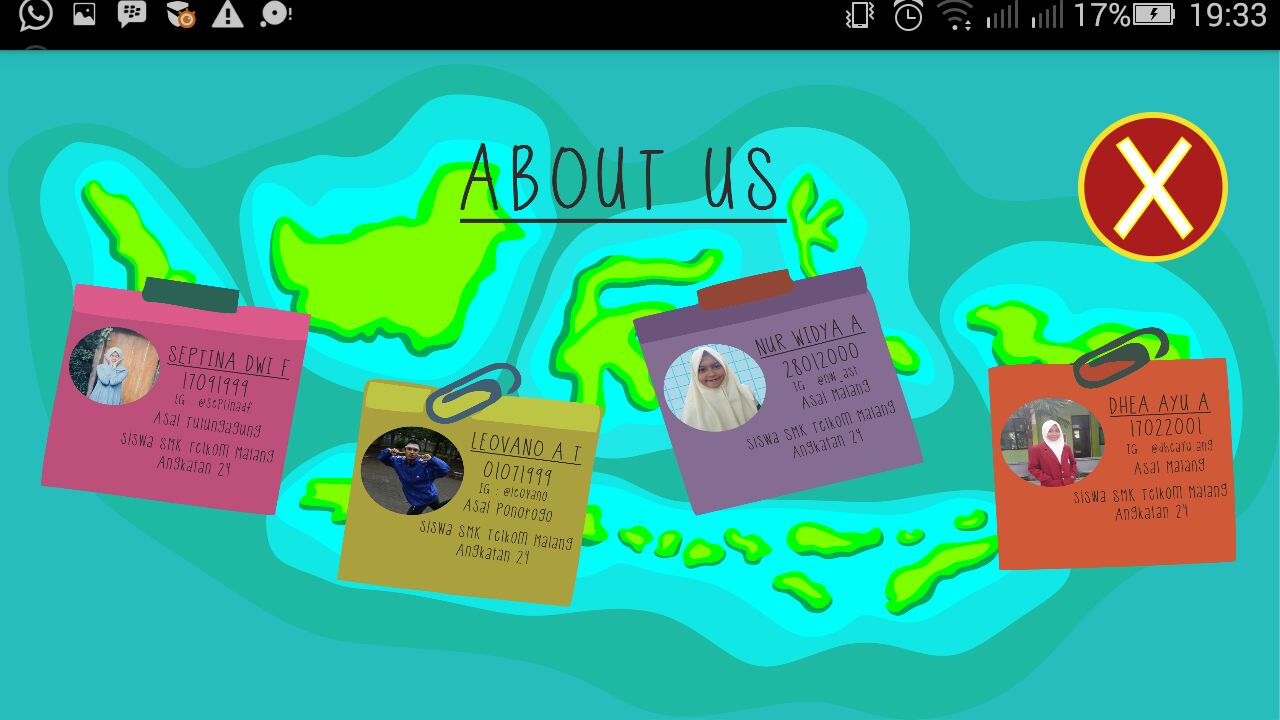 17% 19:33
ABOUT US
SEPTINA DWI F
17091999
IG @septinadf
Asal Tulungagung
Siswa SMK Telkom Malang
Angkatan 24
LEOVANO A T
01071999
IG : @leovano
Asal Ponorogo
Siswa SMK Telkom Malang
Angkatan 24
NUR WIDYA A
28012000
IG @nw_asr
Asal Malang
Siswa SMK Telkom Malang
Angkatan 24
DHEA AYU A
17022001
IG @dheayu.ang
Asal Malang
Siswa SMK Telkom Malang
Angkatan 24